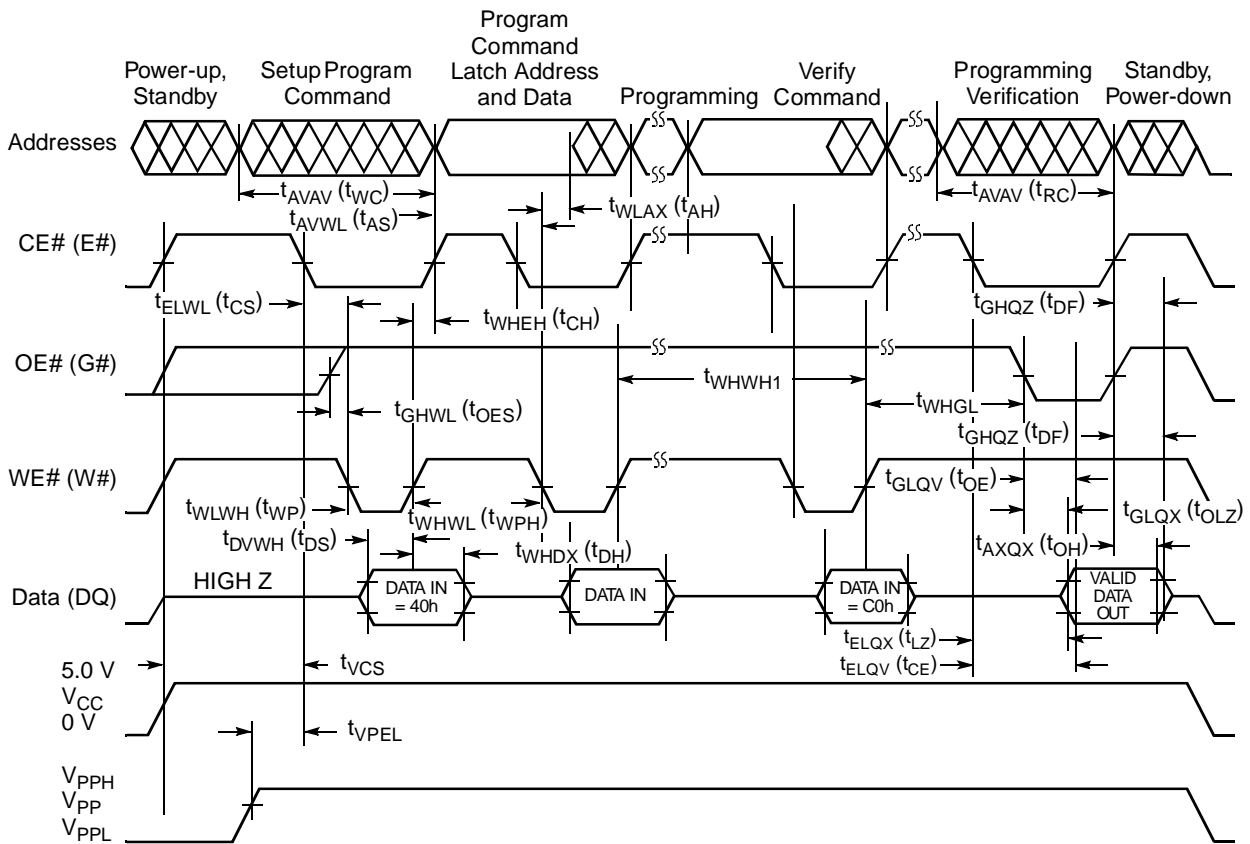 Power-up,
Standby
Setup Program
Command
Program
Command
Latch Address
and Data
Programming
Verify
Command
Programming
Verification
Standby,
Power-down
Addresses
tAVAV (tWC)
tAVWL (tAS)
tWLAX (tAH)
tAVAV (tRC)
CE# (E#)
tELWL (tCS)
tWHEH (tCH)
tGHQZ (tDF)
OE# (G#)
tWHWH1
tWHGL
tGHWL (tOES)
tGHQZ (tDF)
WE# (W#)
tGLQV (tOE)
tWLWH (tWP)
tWHWL (tWPH)
tGLQX (tOLZ)
tDVWH (tDS)
tWHDX (tDH)
tAXQX (tOH)
Data (DQ)
HIGH Z
DATA IN
= 40h
DATA IN
DATA IN
= C0h
VALID
DATA
OUT
tELQX (tLZ)
tELQV (tCE)
5.0 V
VCC
0 V
tVCS
tVPEL
VPPH
VPP
VPPL